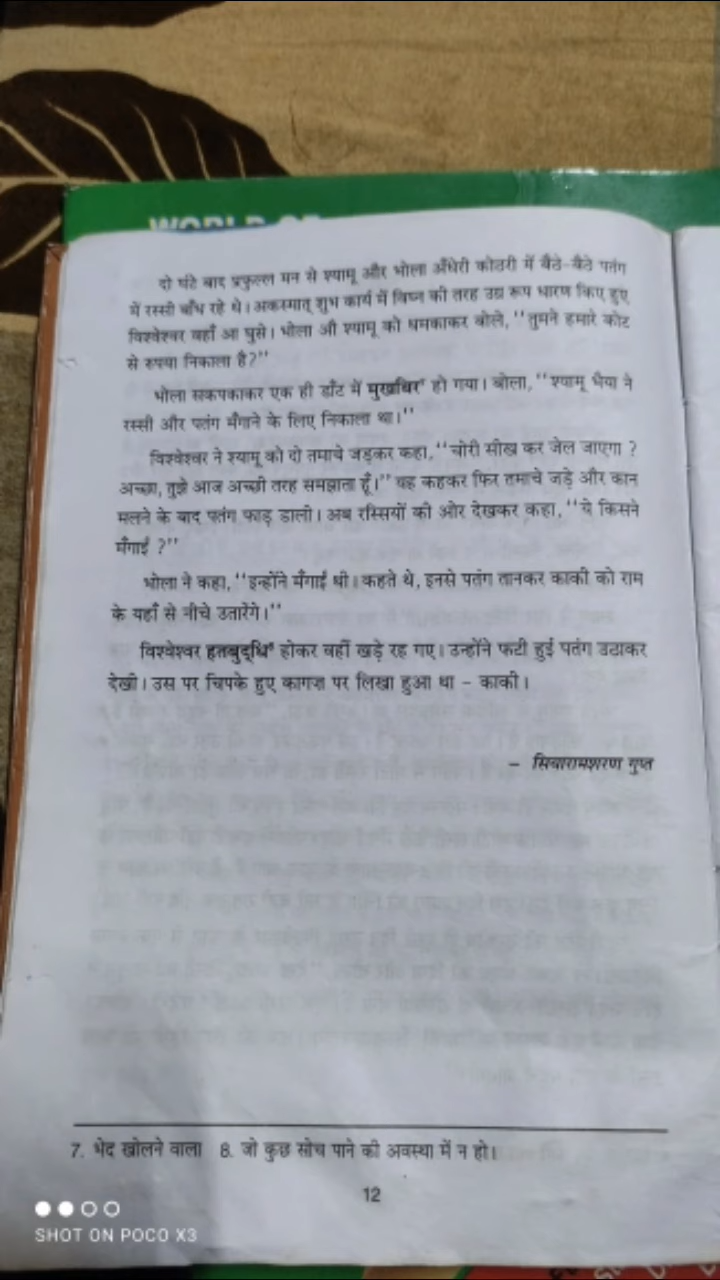 WORLD OF
दो घंटे बाद प्रफुल्ल मन से श्यामू और भोला अँधेरी कोठरी में बैठे-बैठे पतंग
में रस्सी बाँध रहे थे। अकस्मात् शुभ कार्य में विघ्न की तरह उग्र रूप धारण किए हुए
विश्वेश्वर वहाँ आ घुसे। भोला औ श्यामू को धमकाकर बोले, ''तुमने हमारे कोट
से रुपया निकाला है?''
भोला सकपकाकर एक ही डाँट में मुखबिर⁷ हो गया। बोला, ''श्यामू भैया ने
रस्सी और पतंग मँगाने के लिए निकाला था।''
विश्वेश्वर ने श्यामू को दो तमाचे जड़कर कहा, ''चोरी सीख कर जेल जाएगा ?
अच्छा, तुझे आज अच्छी तरह समझाता हूँ।'' यह कहकर फिर तमाचे जड़े और कान
मलने के बाद पतंग फाड़ डाली। अब रस्सियों की ओर देखकर कहा, ''ये किसने
मँगाई ?''
भोला ने कहा, ''इन्होंने मँगाई थी। कहते थे, इनसे पतंग तानकर काकी को राम
के यहाँ से नीचे उतारेंगे।''
विश्वेश्वर हतबुद्धि⁸ होकर वहीं खड़े रह गए। उन्होंने फटी हुई पतंग उठाकर
देखी। उस पर चिपके हुए कागज़ पर लिखा हुआ था – काकी।
– सियारामशरण गुप्त
7. भेद खोलने वाला 8. जो कुछ सोच पाने की अवस्था में न हो।
12
SHOT ON POCO X3